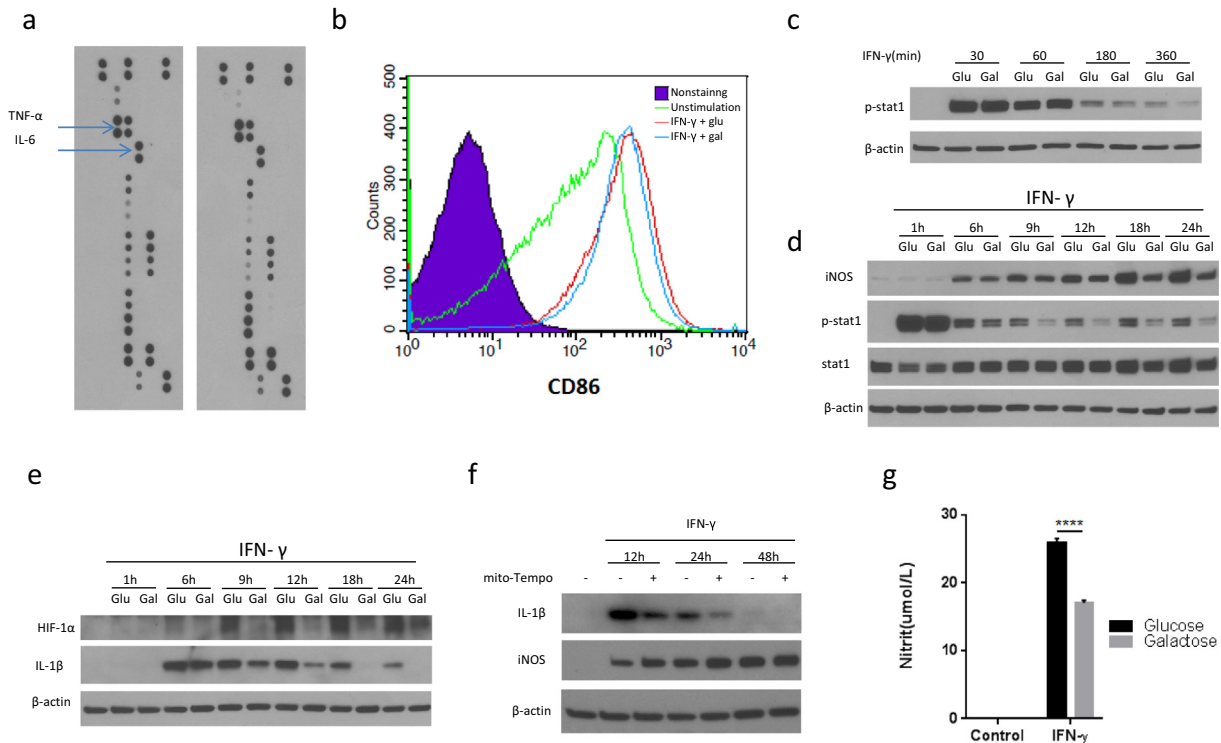 a
TNF-α
IL-6
b
500
400
300
200
100
0
Counts
10⁰ 10¹ 10² 10³ 10⁴
CD86
Nonstainng
Unstimulation
IFN-γ + glu
IFN-γ + gal
c
IFN-γ(min) 30 60 180 360
Glu Gal Glu Gal Glu Gal Glu Gal
p-stat1
β-actin
d
IFN- γ
1h 6h 9h 12h 18h 24h
Glu Gal Glu Gal Glu Gal Glu Gal Glu Gal Glu Gal
iNOS
p-stat1
stat1
β-actin
e
IFN- γ
1h 6h 9h 12h 18h 24h
Glu Gal Glu Gal Glu Gal Glu Gal Glu Gal Glu Gal
HIF-1α
IL-1β
β-actin
f
IFN-γ
12h 24h 48h
mito-Tempo - - + - + - +
IL-1β
iNOS
β-actin
g
30
20
10
0
Nitrit(umol/L)
****
Control IFN-γ
Glucose
Galactose